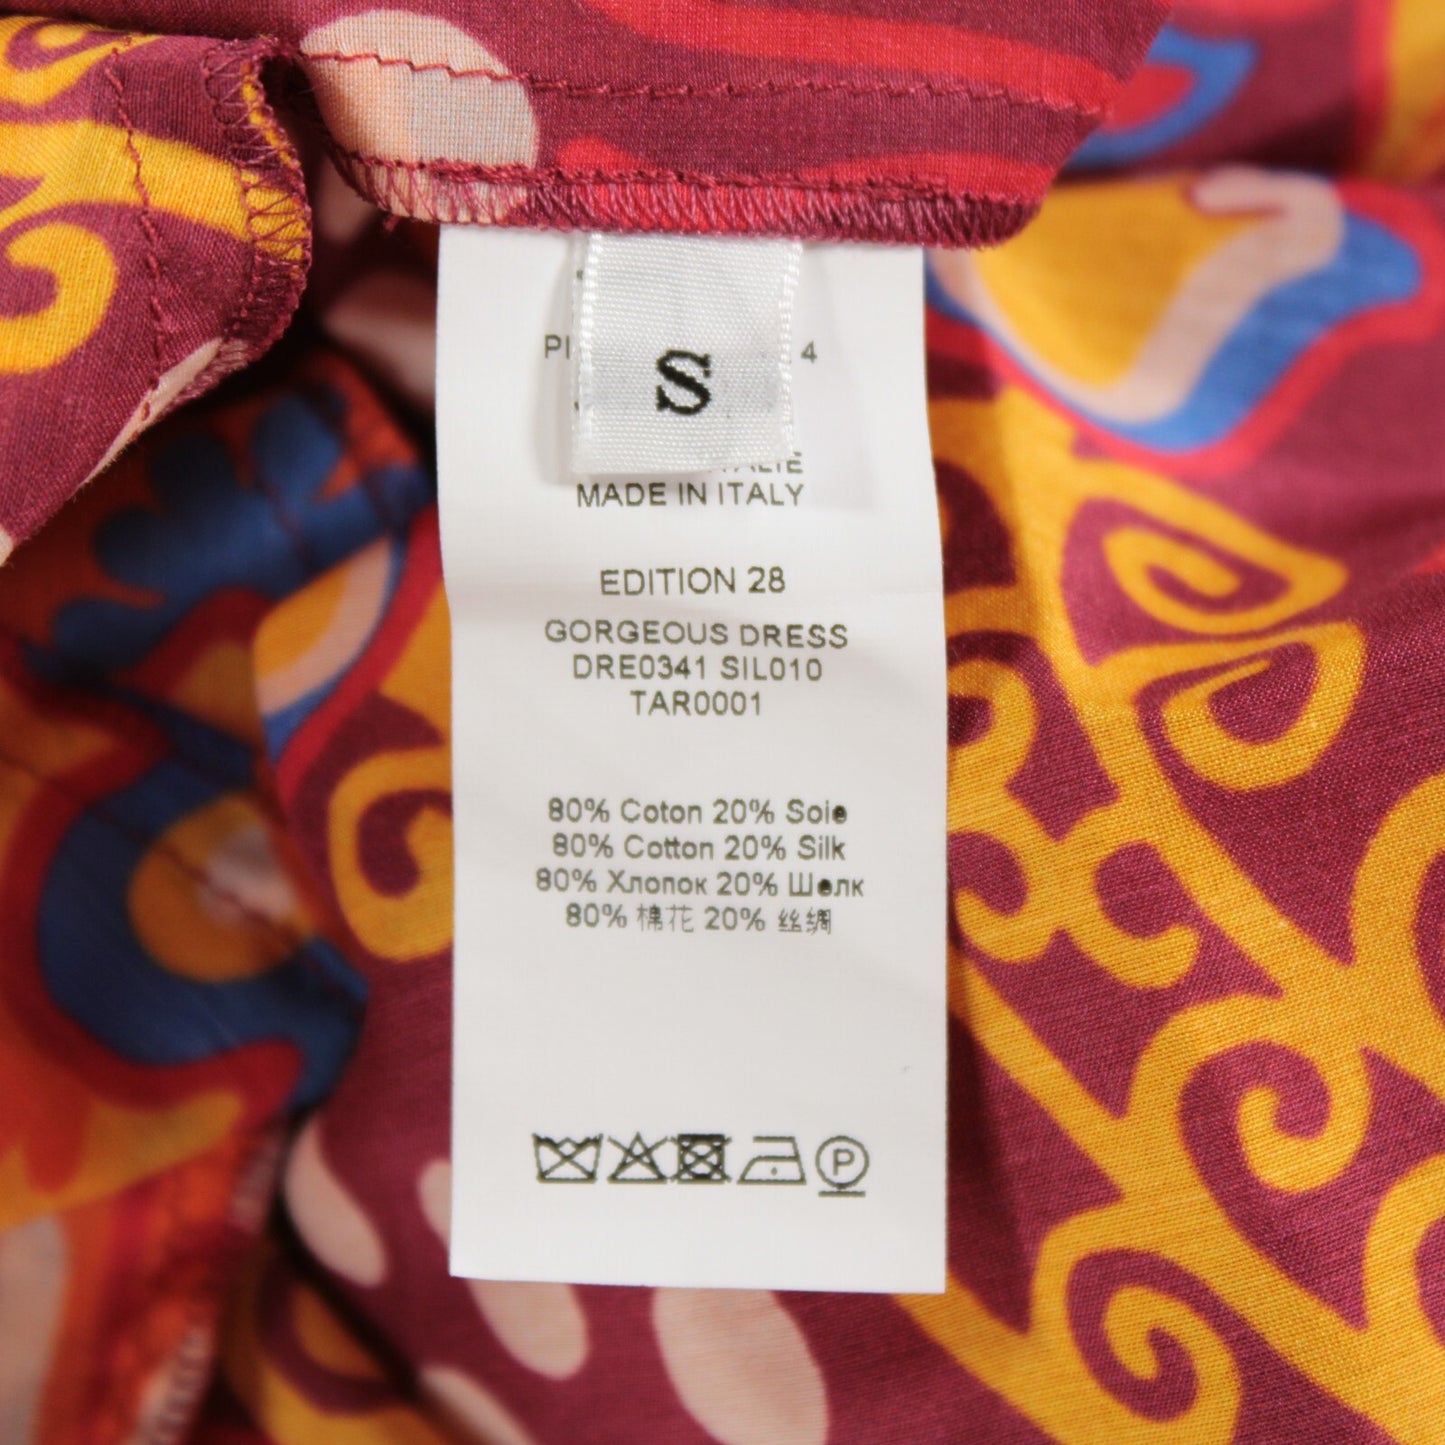 S
4
MADE IN ITALY
EDITION 28
GORGEOUS DRESS
DRE0341 SIL010
TAR0001
80% Coton 20% Soie
80% Cotton 20% Silk
80% Хлопок 20% Шелк
80% 棉花 20% 丝绸
P